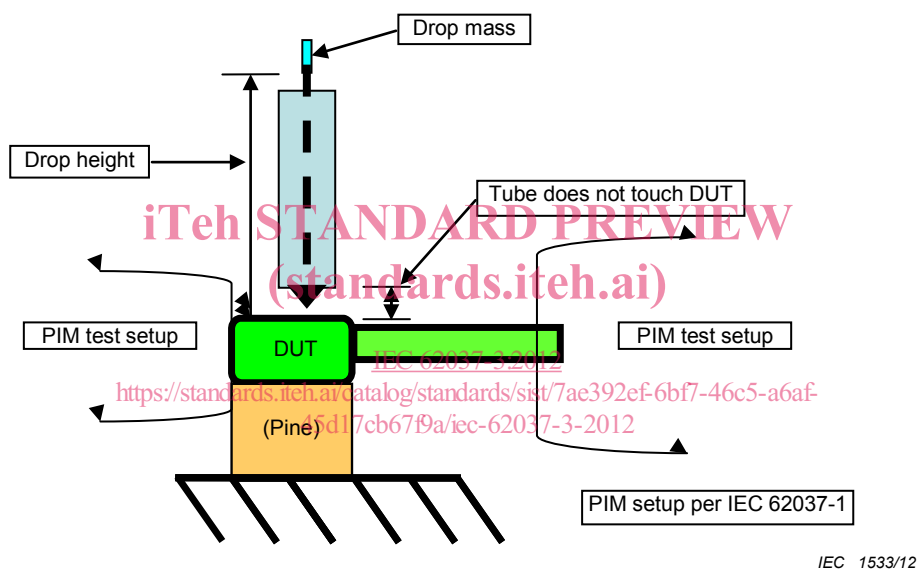 Drop mass
Drop height
Tube does not touch DUT
iTeh STANDARD PREVIEW
(standards.iteh.ai)
PIM test setup
DUT
PIM test setup
IEC 62037-3:2012
https://standards.iteh.ai/catalog/standards/sist/7ae392ef-6bf7-46c5-a6af-
45d17cb67f9a/iec-62037-3-2012
(Pine)
PIM setup per IEC 62037-1
IEC 1533/12